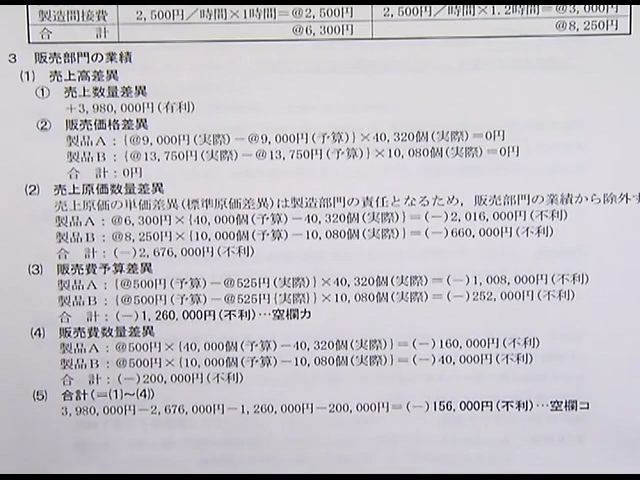 製造間接費 2,500円／時間×1時間＝@2,500円 2,500円／時間×1.2時間＝@3,000円
合 計 @6,300円 @8,250円
3 販売部門の業績
(1) 売上高差異
① 売上数量差異
＋3,980,000円(有利)
② 販売価格差異
製品A：{@9,000円(実際)－@9,000円(予算)}×40,320個(実際)＝0円
製品B：{@13,750円(実際)－@13,750円(予算)}×10,080個(実際)＝0円
合 計：0円
(2) 売上原価数量差異
売上原価の単価差異(標準原価差異)は製造部門の責任となるため，販売部門の業績から除外す
製品A：@6,300円×{40,000個(予算)－40,320個(実際)}＝(－)2,016,000円(不利)
製品B：@8,250円×{10,000個(予算)－10,080個(実際)}＝(－)660,000円(不利)
合 計：(－)2,676,000円(不利)
(3) 販売費予算差異
製品A：{@500円(予算)－@525円(実際)}×40,320個(実際)＝(－)1,008,000円(不利)
製品B：{@500円(予算)－@525円(実際)}×10,080個(実際)＝(－)252,000円(不利)
合 計：(－)1,260,000円(不利)…空欄カ
(4) 販売費数量差異
製品A：@500円×{40,000個(予算)－40,320個(実際)}＝(－)160,000円(不利)
製品B：@500円×{10,000個(予算)－10,080個(実際)}＝(－)40,000円(不利)
合 計：(－)200,000円(不利)
(5) 合計(＝(1)～(4))
3,980,000円－2,676,000円－1,260,000円－200,000円＝(－)156,000円(不利)…空欄コ